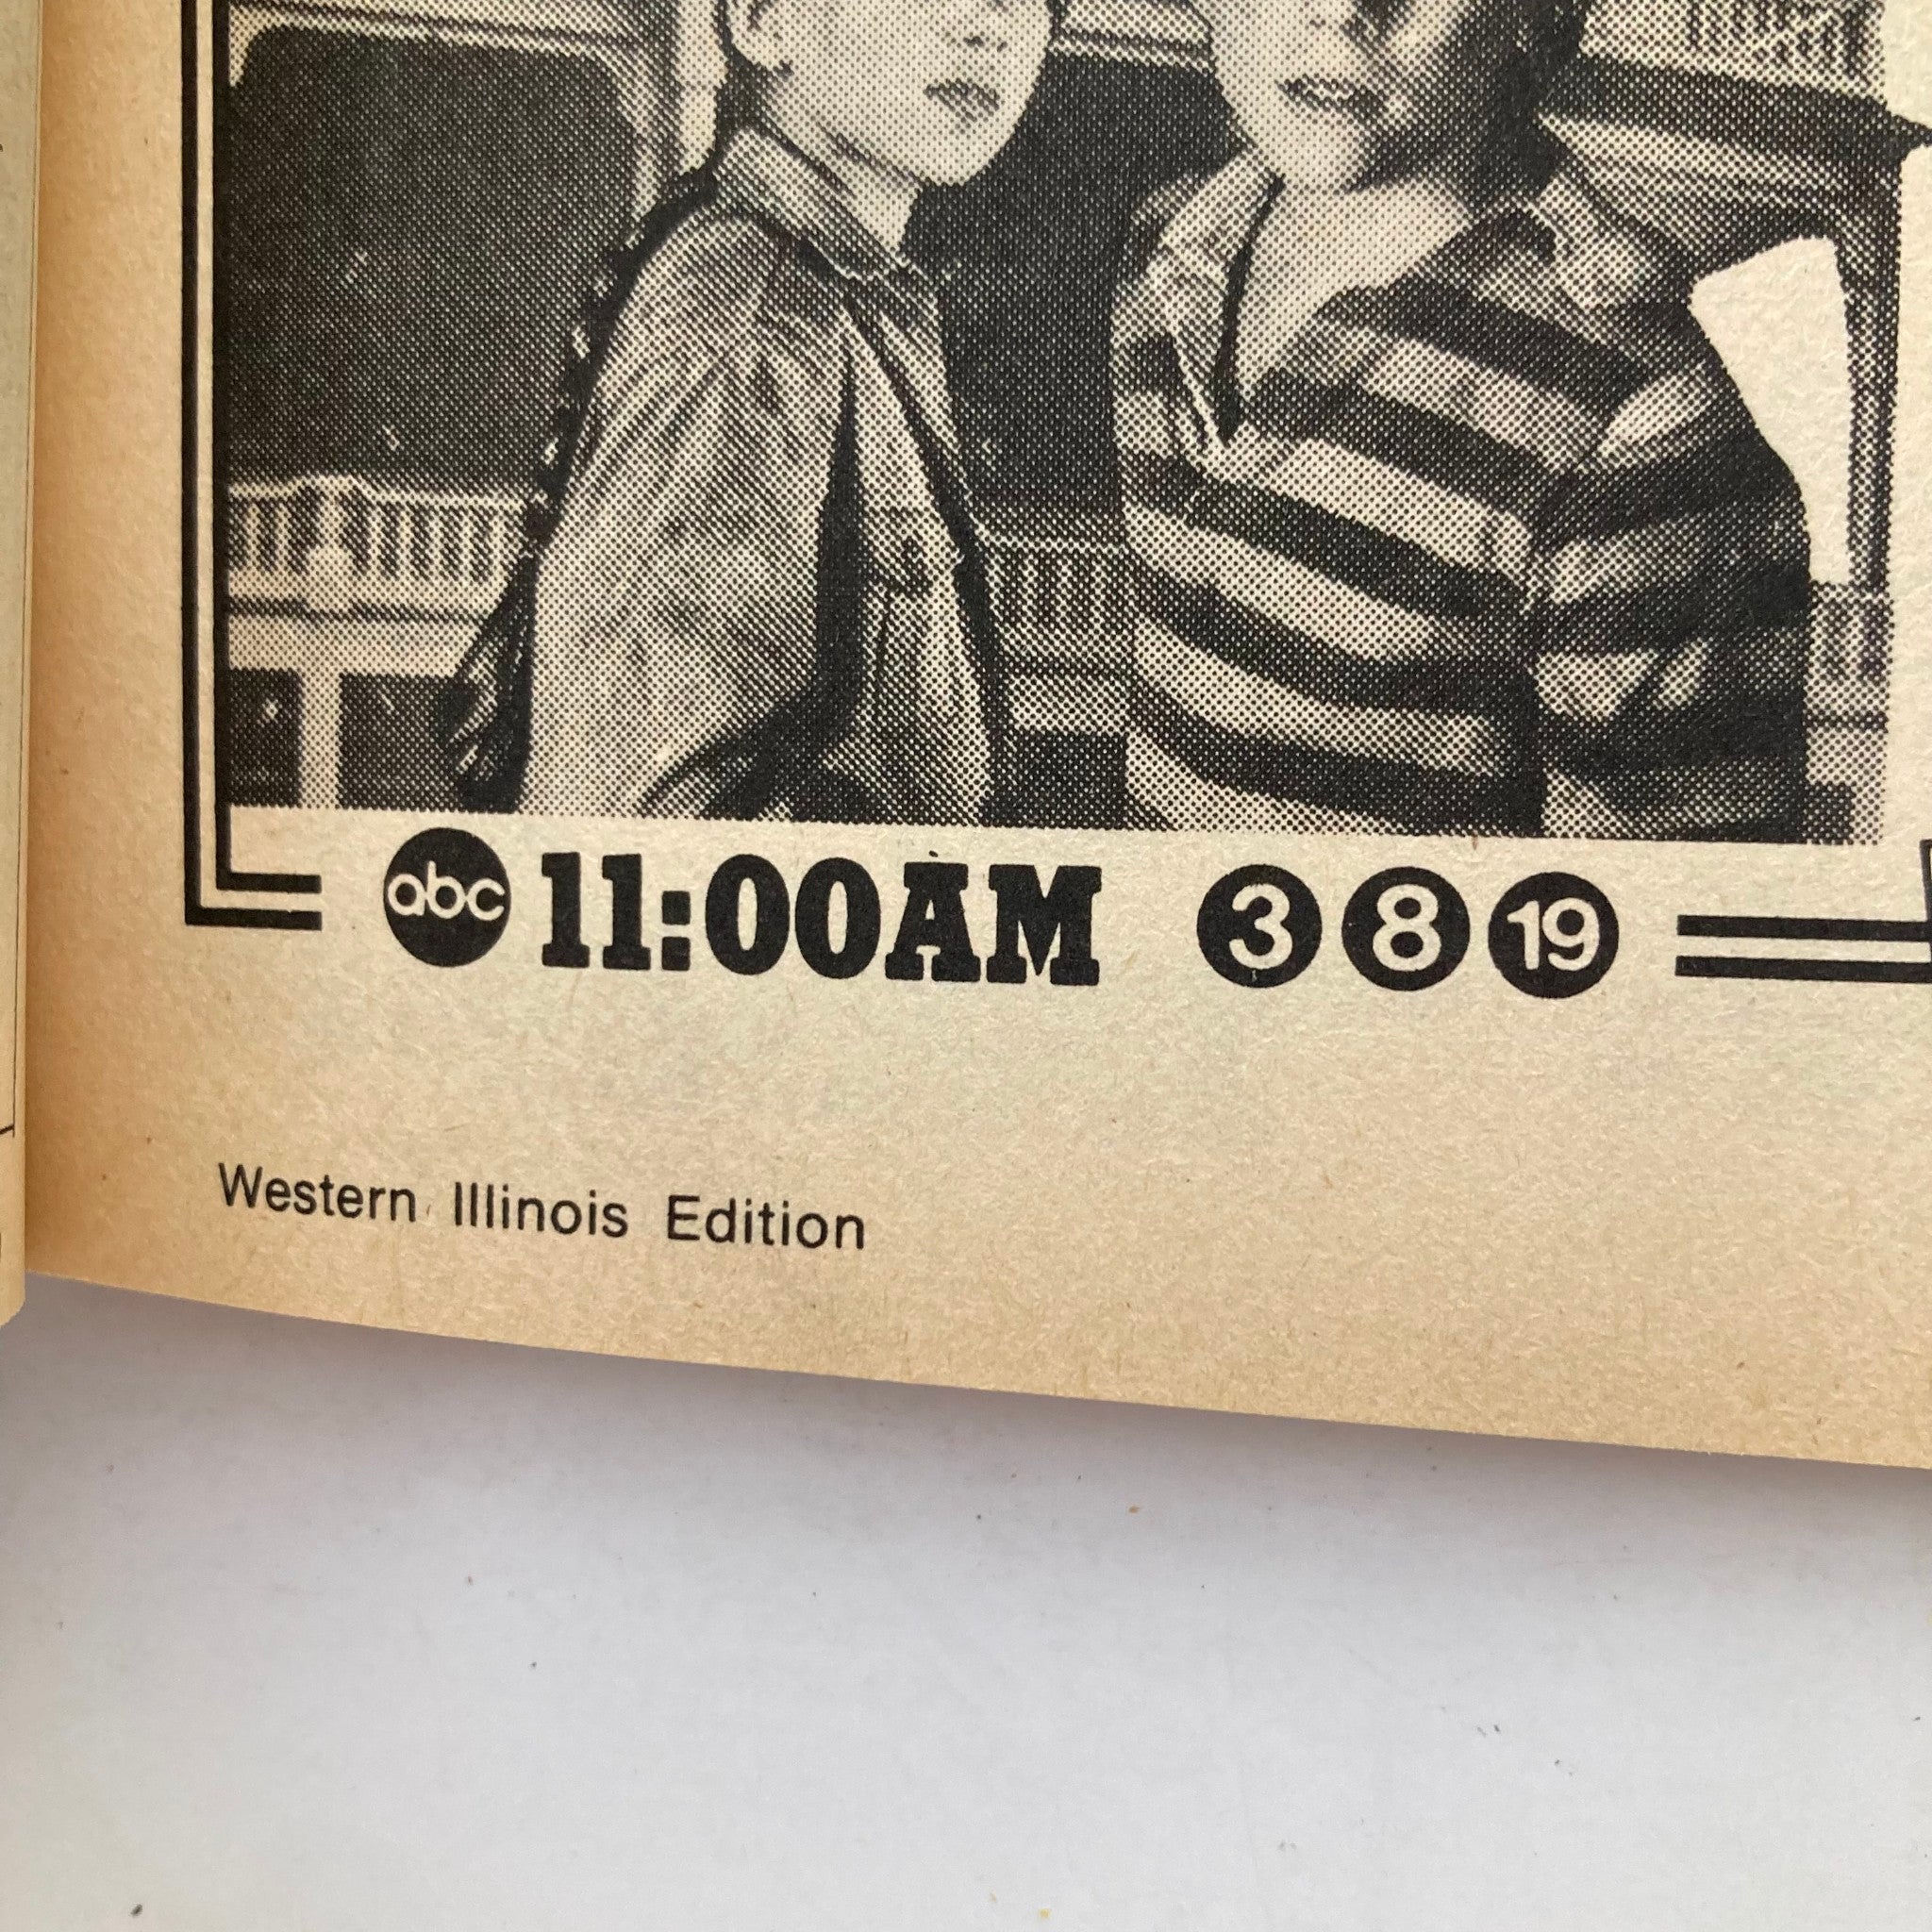 abc 11:00AM 3 8 19
Western Illinois Edition